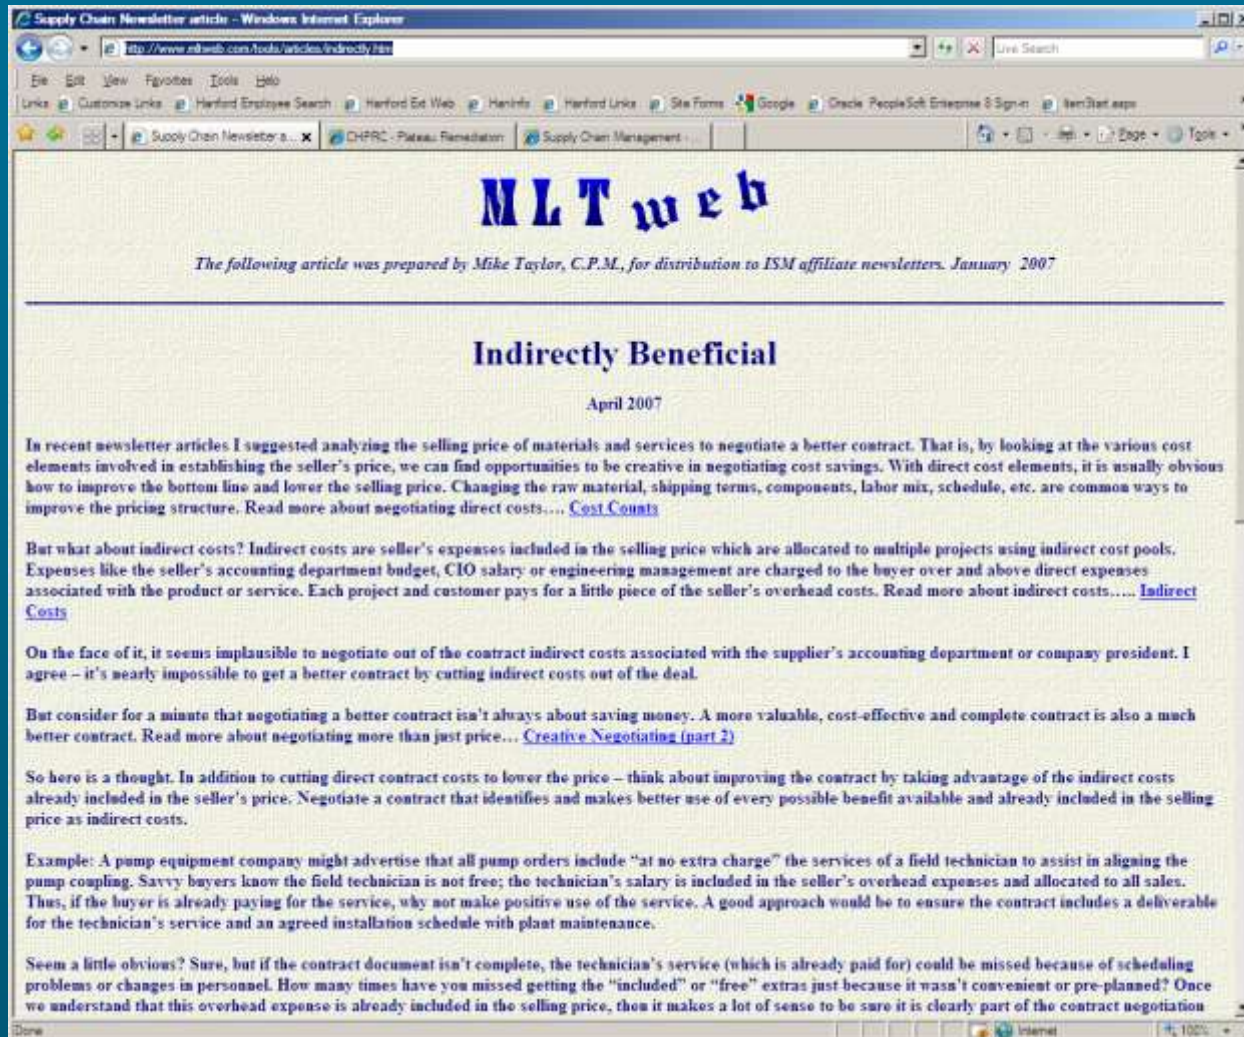 Supply Chain Newsletter article - Windows Internet Explorer
http://www.mltweb.com/tools/articles/indirectly.htm
Live Search
File Edit View Favorites Tools Help
Links Customize Links Hanford Employee Search Hanford Ext Web HanInfo Hanford Links Site Forms Google Oracle PeopleSoft Enterprise 8 Sign-in ItemStart.aspx
Supply Chain Newsletter a... CHPRC - Plateau Remediation Supply Chain Management - ... Page Tools
MLTweb
The following article was prepared by Mike Taylor, C.P.M., for distribution to ISM affiliate newsletters. January 2007
Indirectly Beneficial
April 2007
In recent newsletter articles I suggested analyzing the selling price of materials and services to negotiate a better contract. That is, by looking at the various cost
elements involved in establishing the seller's price, we can find opportunities to be creative in negotiating cost savings. With direct cost elements, it is usually obvious
how to improve the bottom line and lower the selling price. Changing the raw material, shipping terms, components, labor mix, schedule, etc. are common ways to
improve the pricing structure. Read more about negotiating direct costs…. Cost Counts
But what about indirect costs? Indirect costs are seller's expenses included in the selling price which are allocated to multiple projects using indirect cost pools.
Expenses like the seller's accounting department budget, CIO salary or engineering management are charged to the buyer over and above direct expenses
associated with the product or service. Each project and customer pays for a little piece of the seller's overhead costs. Read more about indirect costs….. Indirect
Costs
On the face of it, it seems implausible to negotiate out of the contract indirect costs associated with the supplier's accounting department or company president. I
agree – it's nearly impossible to get a better contract by cutting indirect costs out of the deal.
But consider for a minute that negotiating a better contract isn't always about saving money. A more valuable, cost-effective and complete contract is also a much
better contract. Read more about negotiating more than just price… Creative Negotiating (part 2)
So here is a thought. In addition to cutting direct contract costs to lower the price – think about improving the contract by taking advantage of the indirect costs
already included in the seller's price. Negotiate a contract that identifies and makes better use of every possible benefit available and already included in the selling
price as indirect costs.
Example: A pump equipment company might advertise that all pump orders include “at no extra charge” the services of a field technician to assist in aligning the
pump coupling. Savvy buyers know the field technician is not free; the technician's salary is included in the seller's overhead expenses and allocated to all sales.
Thus, if the buyer is already paying for the service, why not make positive use of the service. A good approach would be to ensure the contract includes a deliverable
for the technician's service and an agreed installation schedule with plant maintenance.
Seem a little obvious? Sure, but if the contract document isn't complete, the technician's service (which is already paid for) could be missed because of scheduling
problems or changes in personnel. How many times have you missed getting the “included” or “free” extras just because it wasn't convenient or pre-planned? Once
we understand that this overhead expense is already included in the selling price, then it makes a lot of sense to be sure it is clearly part of the contract negotiation
Done Internet 100%